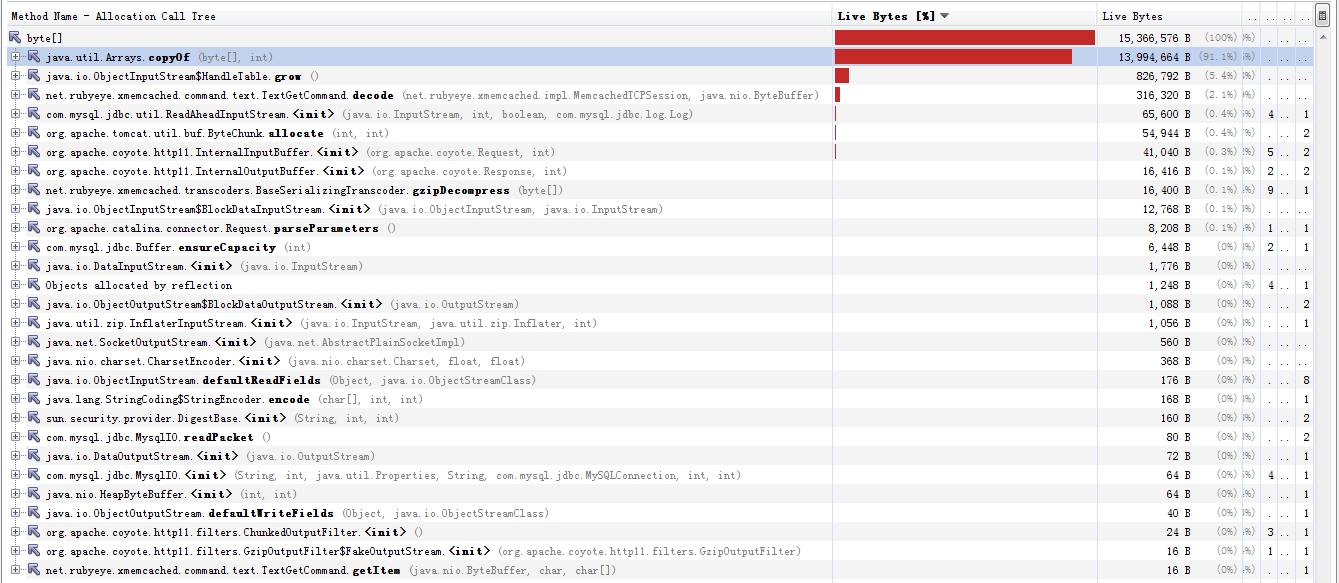 Method Name - Allocation Call Tree Live Bytes [%] Live Bytes .. .. .. ..
byte[] 15,366,576 B (100%) %) . .. ..
java.util.Arrays.copyOf (byte[], int) 13,994,664 B (91.1%) %) . .. ..
java.io.ObjectInputStream$HandleTable.grow () 826,792 B (5.4%) %) . .. ..
net.rubyeye.xmemcached.command.text.TextGetCommand.decode (net.rubyeye.xmemcached.impl.MemcachedTCPSession, java.nio.ByteBuffer) 316,320 B (2.1%) %) . .. ..
com.mysql.jdbc.util.ReadAheadInputStream.<init> (java.io.InputStream, int, boolean, com.mysql.jdbc.log.Log) 65,600 B (0.4%) %) 4 .. 1
org.apache.tomcat.util.buf.ByteChunk.allocate (int, int) 54,944 B (0.4%) 7%) . .. 2
org.apache.coyote.http11.InternalInputBuffer.<init> (org.apache.coyote.Request, int) 41,040 B (0.3%) 2%) 5 .. 2
org.apache.coyote.http11.InternalOutputBuffer.<init> (org.apache.coyote.Response, int) 16,416 B (0.1%) %) 2 .. 2
net.rubyeye.xmemcached.transcoders.BaseSerializingTranscoder.gzipDecompress (byte[]) 16,400 B (0.1%) %) 9 .. 1
java.io.ObjectInputStream$BlockDataInputStream.<init> (java.io.ObjectInputStream, java.io.InputStream) 12,768 B (0.1%) %) . .. ..
org.apache.catalina.connector.Request.parseParameters () 8,208 B (0.1%) %) 1 .. 1
com.mysql.jdbc.Buffer.ensureCapacity (int) 6,448 B (0%) %) 2 .. 1
java.io.DataInputStream.<init> (java.io.InputStream) 1,776 B (0%) %) . .. ..
Objects allocated by reflection 1,248 B (0%) %) 4 .. 1
java.io.ObjectOutputStream$BlockDataOutputStream.<init> (java.io.OutputStream) 1,088 B (0%) %) . .. 2
java.util.zip.InflaterInputStream.<init> (java.io.InputStream, java.util.zip.Inflater, int) 1,056 B (0%) %) . .. 1
java.net.SocketOutputStream.<init> (java.net.AbstractPlainSocketImpl) 560 B (0%) %) . .. ..
java.nio.charset.CharsetEncoder.<init> (java.nio.charset.Charset, float, float) 368 B (0%) %) . .. ..
java.io.ObjectInputStream.defaultReadFields (Object, java.io.ObjectStreamClass) 176 B (0%) %) . .. 8
java.lang.StringCoding$StringEncoder.encode (char[], int, int) 168 B (0%) %) . .. 1
sun.security.provider.DigestBase.<init> (String, int, int) 160 B (0%) %) . .. 2
com.mysql.jdbc.MysqlIO.readPacket () 80 B (0%) %) . .. 2
java.io.DataOutputStream.<init> (java.io.OutputStream) 72 B (0%) %) . .. 1
com.mysql.jdbc.MysqlIO.<init> (String, int, java.util.Properties, String, com.mysql.jdbc.MySQLConnection, int, int) 64 B (0%) %) 4 .. 1
java.nio.HeapByteBuffer.<init> (int, int) 64 B (0%) %) . .. 1
java.io.ObjectOutputStream.defaultWriteFields (Object, java.io.ObjectStreamClass) 40 B (0%) %) . .. 1
org.apache.coyote.http11.filters.ChunkedOutputFilter.<init> () 24 B (0%) %) 3 .. 1
org.apache.coyote.http11.filters.GzipOutputFilter$FakeOutputStream.<init> (org.apache.coyote.http11.filters.GzipOutputFilter) 16 B (0%) %) 1 .. 1
net.rubyeye.xmemcached.command.text.TextGetCommand.getItem (java.nio.ByteBuffer, char, char[]) 16 B (0%) %) . .. 1